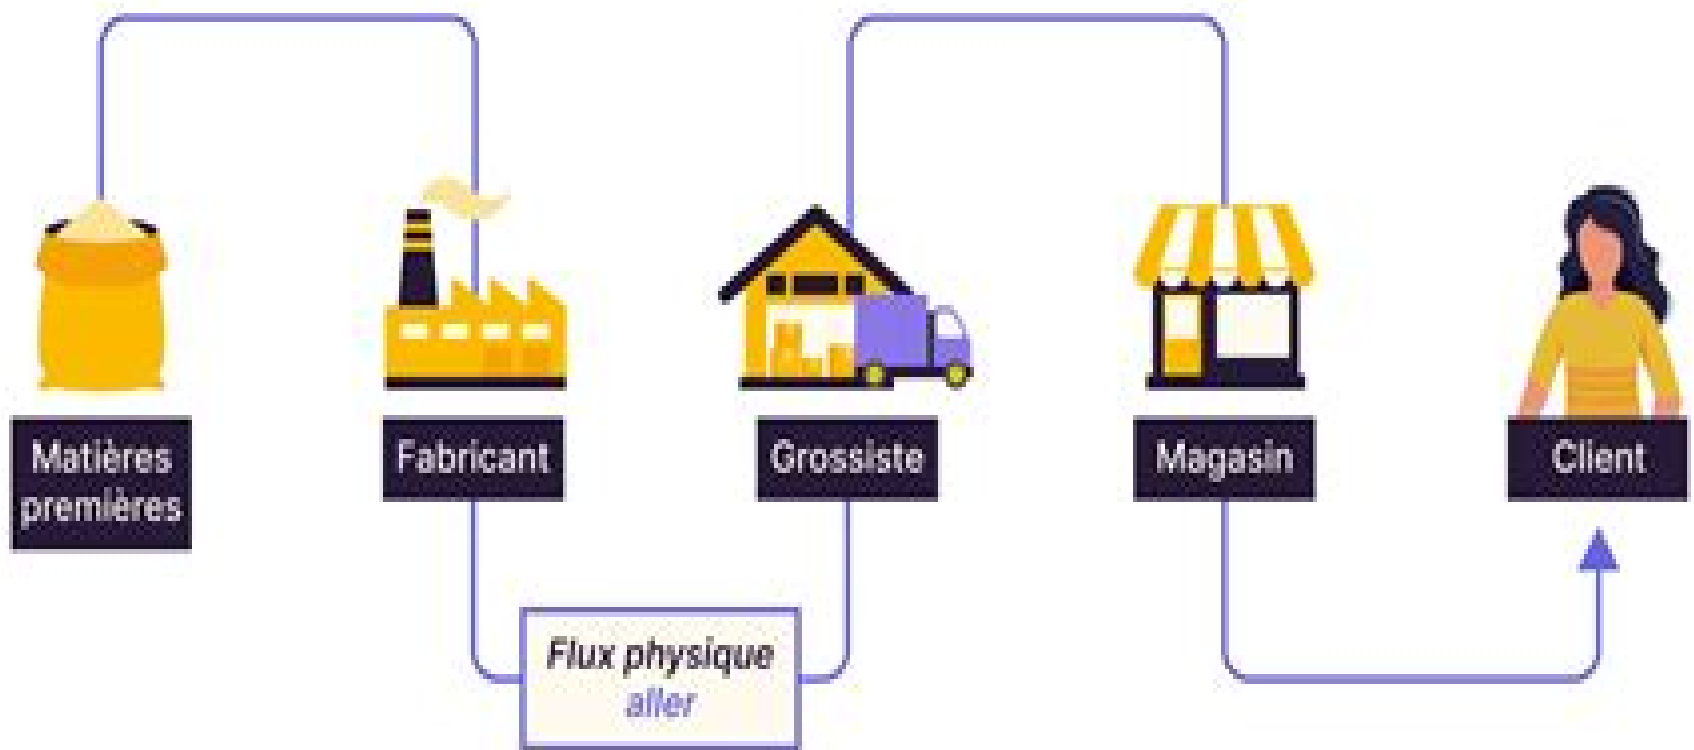 Matières
premières
Fabricant
Grossiste
Magasin
Client
Flux physique
aller